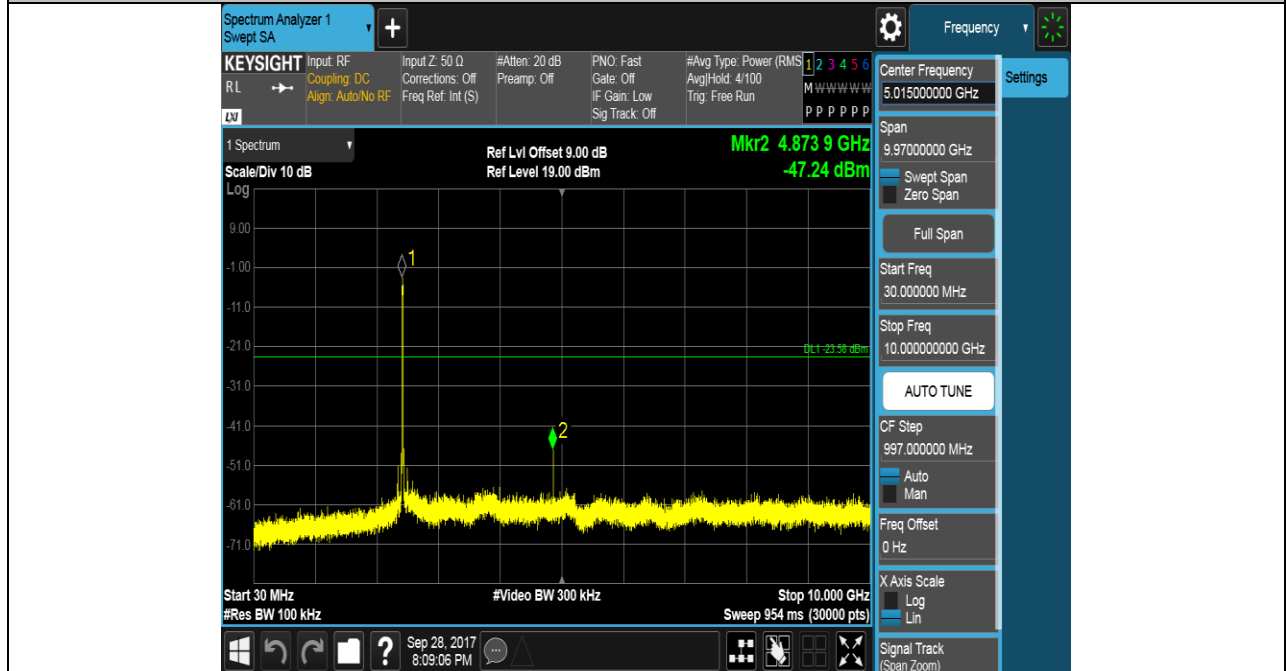 Spectrum Analyzer 1
Swept SA
+
Frequency
KEYSIGHT
RL
LXI
Input: RF
Coupling: DC
Align: Auto/No RF
Input Z: 50 Ω
Corrections: Off
Freq Ref: Int (S)
#Atten: 20 dB
Preamp: Off
PNO: Fast
Gate: Off
IF Gain: Low
Sig Track: Off
#Avg Type: Power (RMS
Avg|Hold: 4/100
Trig: Free Run
1 2 3 4 5 6
M W W W W W
P P P P P P
1 Spectrum
Scale/Div 10 dB
Ref Lvl Offset 9.00 dB
Ref Level 19.00 dBm
Mkr2 4.873 9 GHz
-47.24 dBm
Log
9.00
-1.00
-11.0
-21.0
-31.0
-41.0
-51.0
-61.0
-71.0
1
2
DL1 -23.58 dBm
Start 30 MHz
#Res BW 100 kHz
#Video BW 300 kHz
Stop 10.000 GHz
Sweep 954 ms (30000 pts)
?
Sep 28, 2017
8:09:06 PM
Center Frequency
5.015000000 GHz
Settings
Span
9.97000000 GHz
Swept Span
Zero Span
Full Span
Start Freq
30.000000 MHz
Stop Freq
10.000000000 GHz
AUTO TUNE
CF Step
997.000000 MHz
Auto
Man
Freq Offset
0 Hz
X Axis Scale
Log
Lin
Signal Track
(Span Zoom)